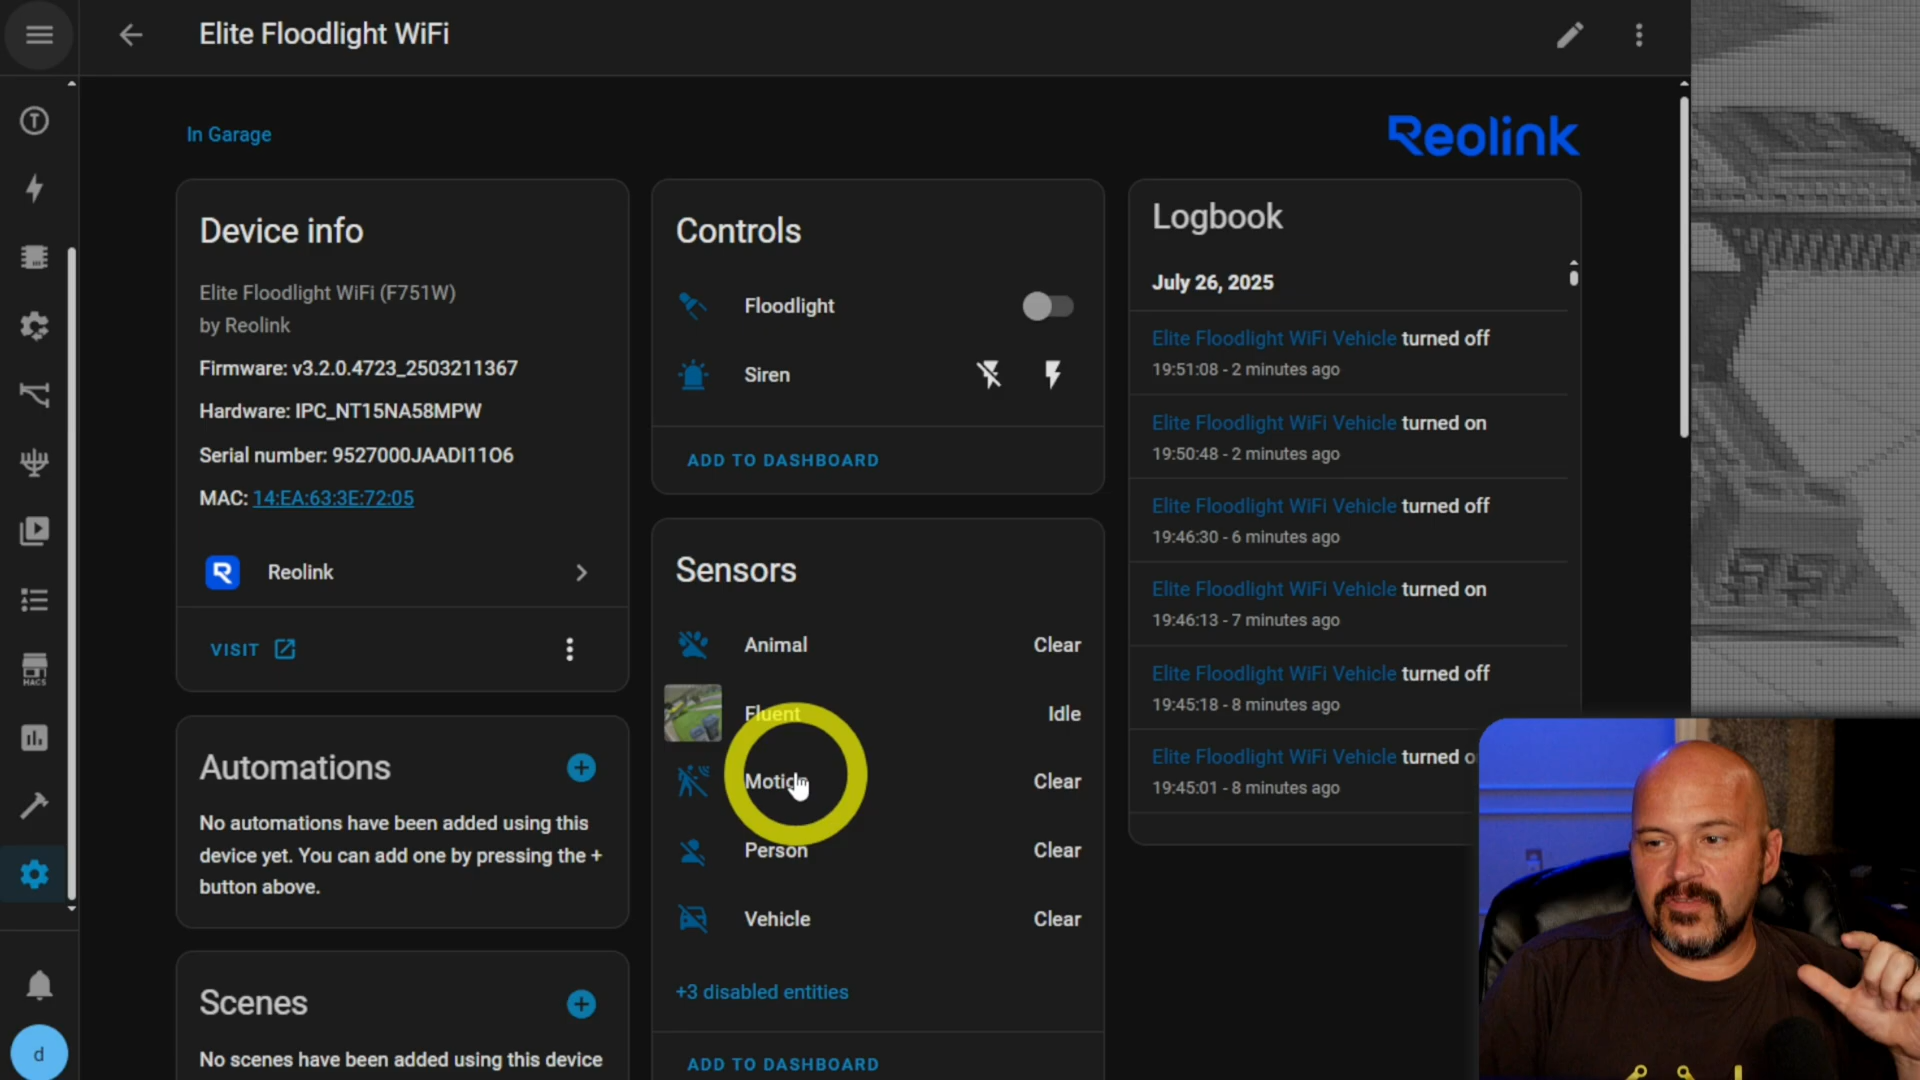 Elite Floodlight WiFi
In Garage
Reolink
Device info
Elite Floodlight WiFi (F751W)
by Reolink
Firmware: v3.2.0.4723_2503211367
Hardware: IPC_NT15NA58MPW
Serial number: 9527000JAADI11O6
MAC: 14:EA:63:3E:72:05
Reolink
VISIT
Automations
No automations have been added using this
device yet. You can add one by pressing the +
button above.
Scenes
No scenes have been added using this device
Controls
Floodlight
Siren
ADD TO DASHBOARD
Sensors
Animal Clear
Fluent Idle
Motion Clear
Person Clear
Vehicle Clear
+3 disabled entities
ADD TO DASHBOARD
Logbook
July 26, 2025
Elite Floodlight WiFi Vehicle turned off
19:51:08 - 2 minutes ago
Elite Floodlight WiFi Vehicle turned on
19:50:48 - 2 minutes ago
Elite Floodlight WiFi Vehicle turned off
19:46:30 - 6 minutes ago
Elite Floodlight WiFi Vehicle turned on
19:46:13 - 7 minutes ago
Elite Floodlight WiFi Vehicle turned off
19:45:18 - 8 minutes ago
Elite Floodlight WiFi Vehicle turned o
19:45:01 - 8 minutes ago
HACS
d